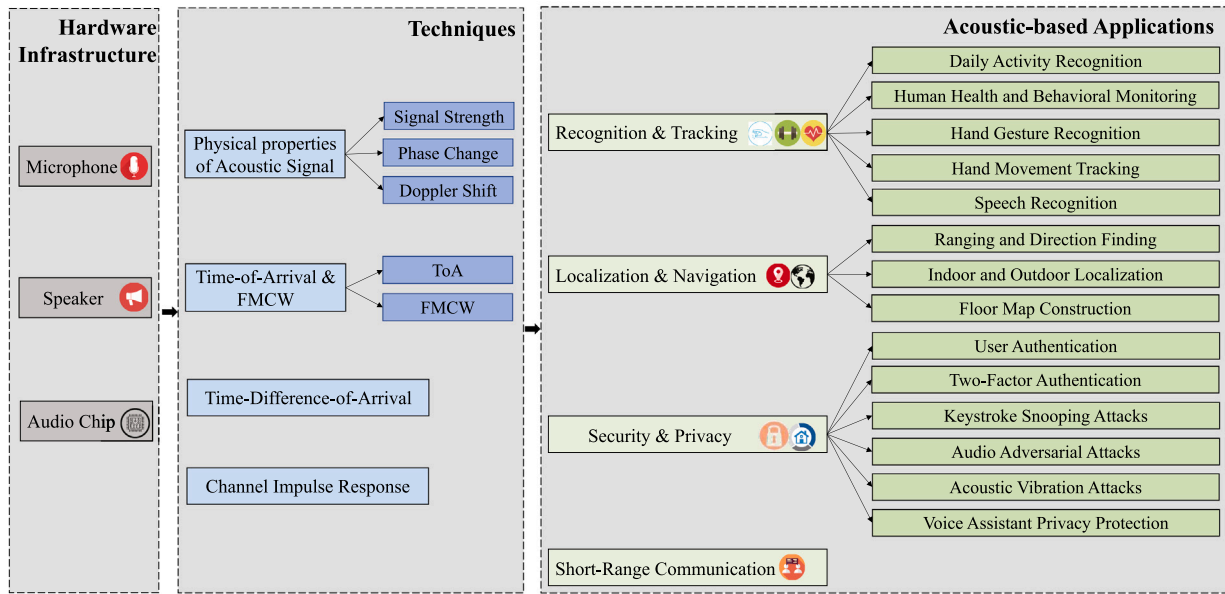 Hardware
Infrastructure
Microphone
Speaker
Audio Chip
Techniques
Physical properties
of Acoustic Signal
Signal Strength
Phase Change
Doppler Shift
Time-of-Arrival &
FMCW
ToA
FMCW
Time-Difference-of-Arrival
Channel Impulse Response
Acoustic-based Applications
Recognition & Tracking
Daily Activity Recognition
Human Health and Behavioral Monitoring
Hand Gesture Recognition
Hand Movement Tracking
Speech Recognition
Localization & Navigation
Ranging and Direction Finding
Indoor and Outdoor Localization
Floor Map Construction
Security & Privacy
User Authentication
Two-Factor Authentication
Keystroke Snooping Attacks
Audio Adversarial Attacks
Acoustic Vibration Attacks
Voice Assistant Privacy Protection
Short-Range Communication